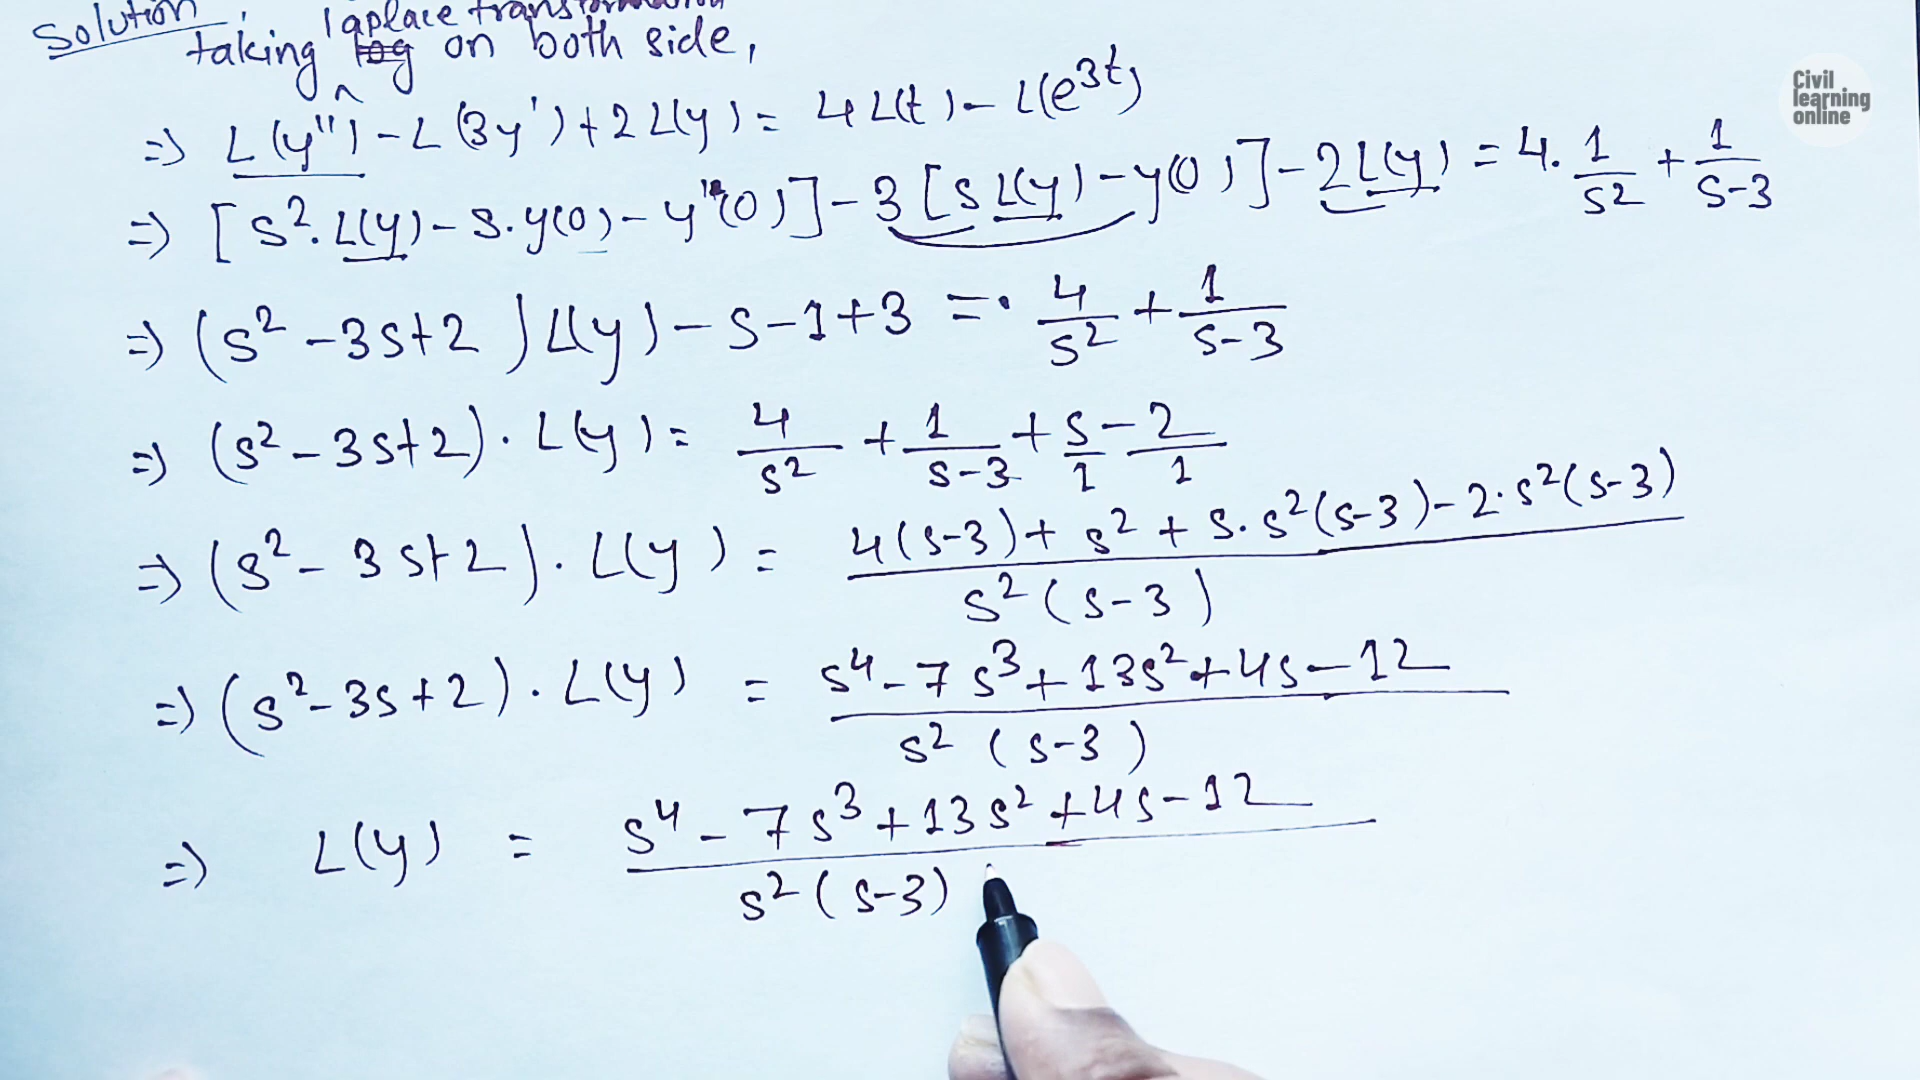 Solution:
laplace transformation
taking log on both side,
Civil
learning
online
=> L(y'') - L(3y') + 2L(y) = 4L(t) - L(e^3t)
=> [s². L(y) - s.y(0) - y'(0)] - 3[s L(y) - y(0)] - 2L(y) = 4. 1/s² + 1/s-3
=> (s² - 3s+2) L(y) - s - 1 + 3 = 4/s² + 1/s-3
=> (s² - 3s+2). L(y) = 4/s² + 1/s-3 + s/1 - 2/1
=> (s² - 3s+2). L(y) = 4(s-3) + s² + s. s²(s-3) - 2. s²(s-3) / s²(s-3)
=> (s² - 3s+2). L(y) = s⁴ - 7s³ + 13s² + 4s - 12 / s² (s-3)
=> L(y) = s⁴ - 7s³ + 13s² + 4s - 12 / s² (s-3)